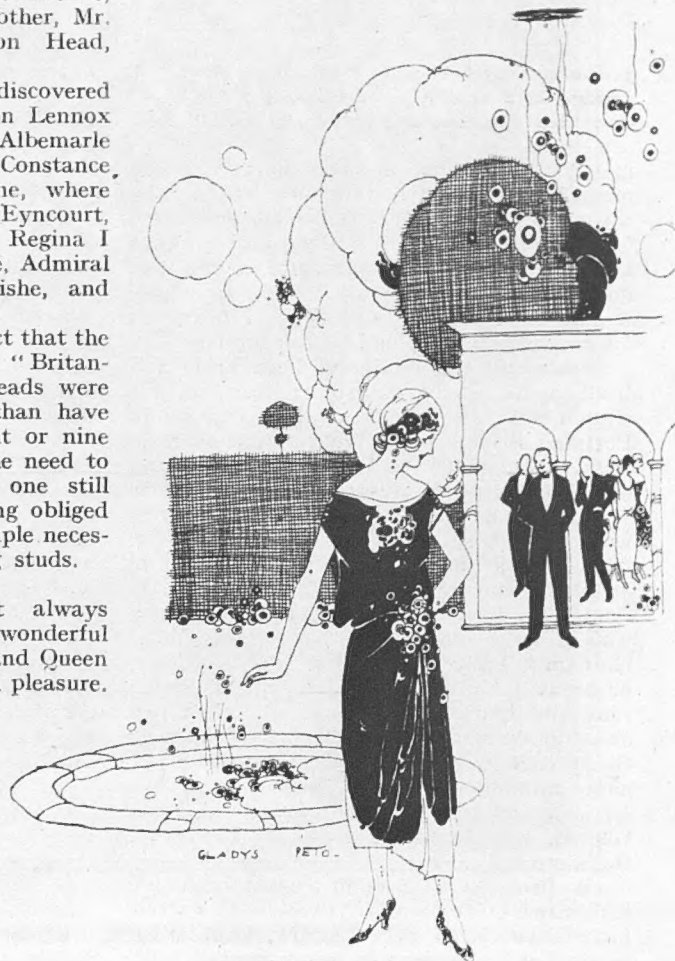 other, Mr.
on Head,
discovered
n Lennox
Albemarle
Constance
ne, where
Eyncourt,
Regina I
, Admiral
ishe, and
ct that the
" Britan-
eads were
than have
t or nine
e need to
one still
ng obliged
ple neces-
studs.
always
wonderful
and Queen
pleasure.
GLADYS PETO.